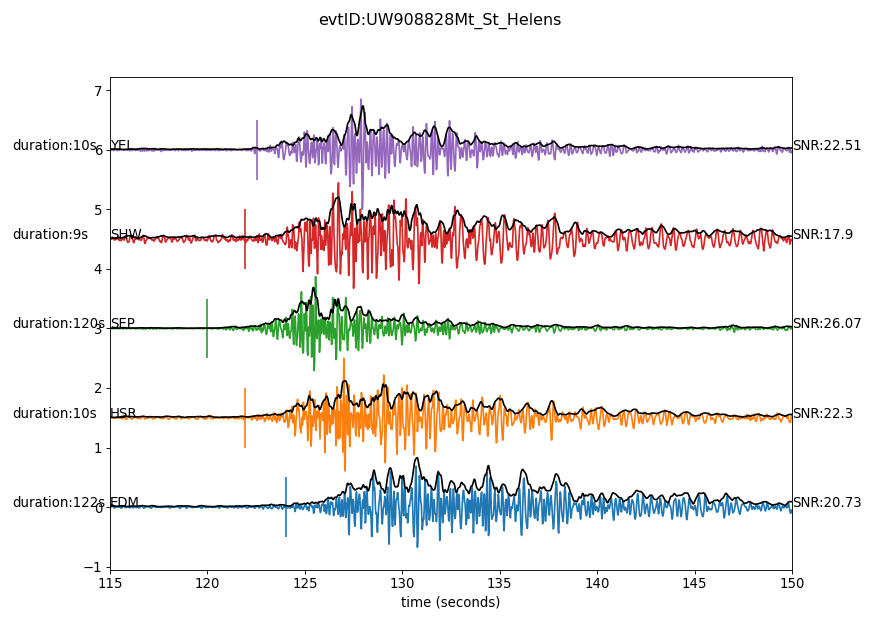 evtID:UW908828Mt_St_Helens
7
duration:10s YEL 6 SNR:22.51
5
duration:9s SHW SNR:17.9
4
duration:120s SEP 3 SNR:26.07
2
duration:10s HSR SNR:22.3
1
duration:122s EDM 0 SNR:20.73
−1
115 120 125 130 135 140 145 150
time (seconds)